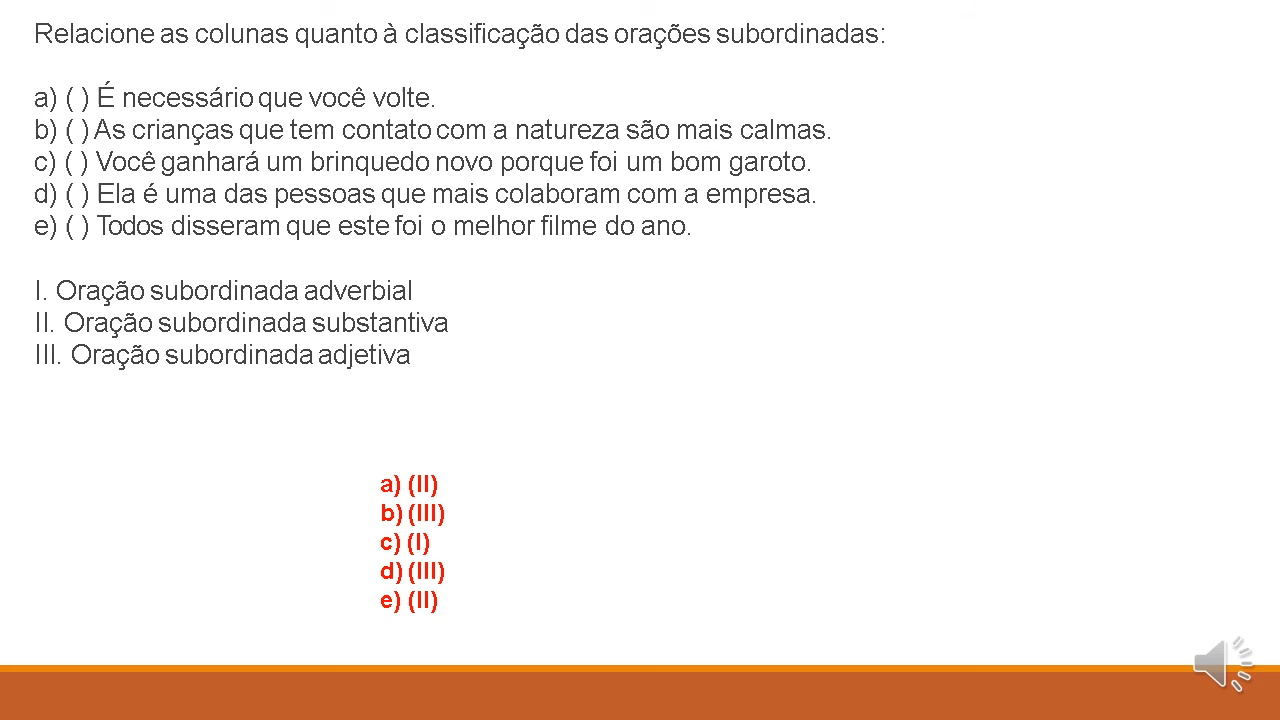 Relacione as colunas quanto à classificação das orações subordinadas:
a) ( ) É necessário que você volte.
b) ( ) As crianças que tem contato com a natureza são mais calmas.
c) ( ) Você ganhará um brinquedo novo porque foi um bom garoto.
d) ( ) Ela é uma das pessoas que mais colaboram com a empresa.
e) ( ) Todos disseram que este foi o melhor filme do ano.
I. Oração subordinada adverbial
II. Oração subordinada substantiva
III. Oração subordinada adjetiva
a) (II)
b) (III)
c) (I)
d) (III)
e) (II)